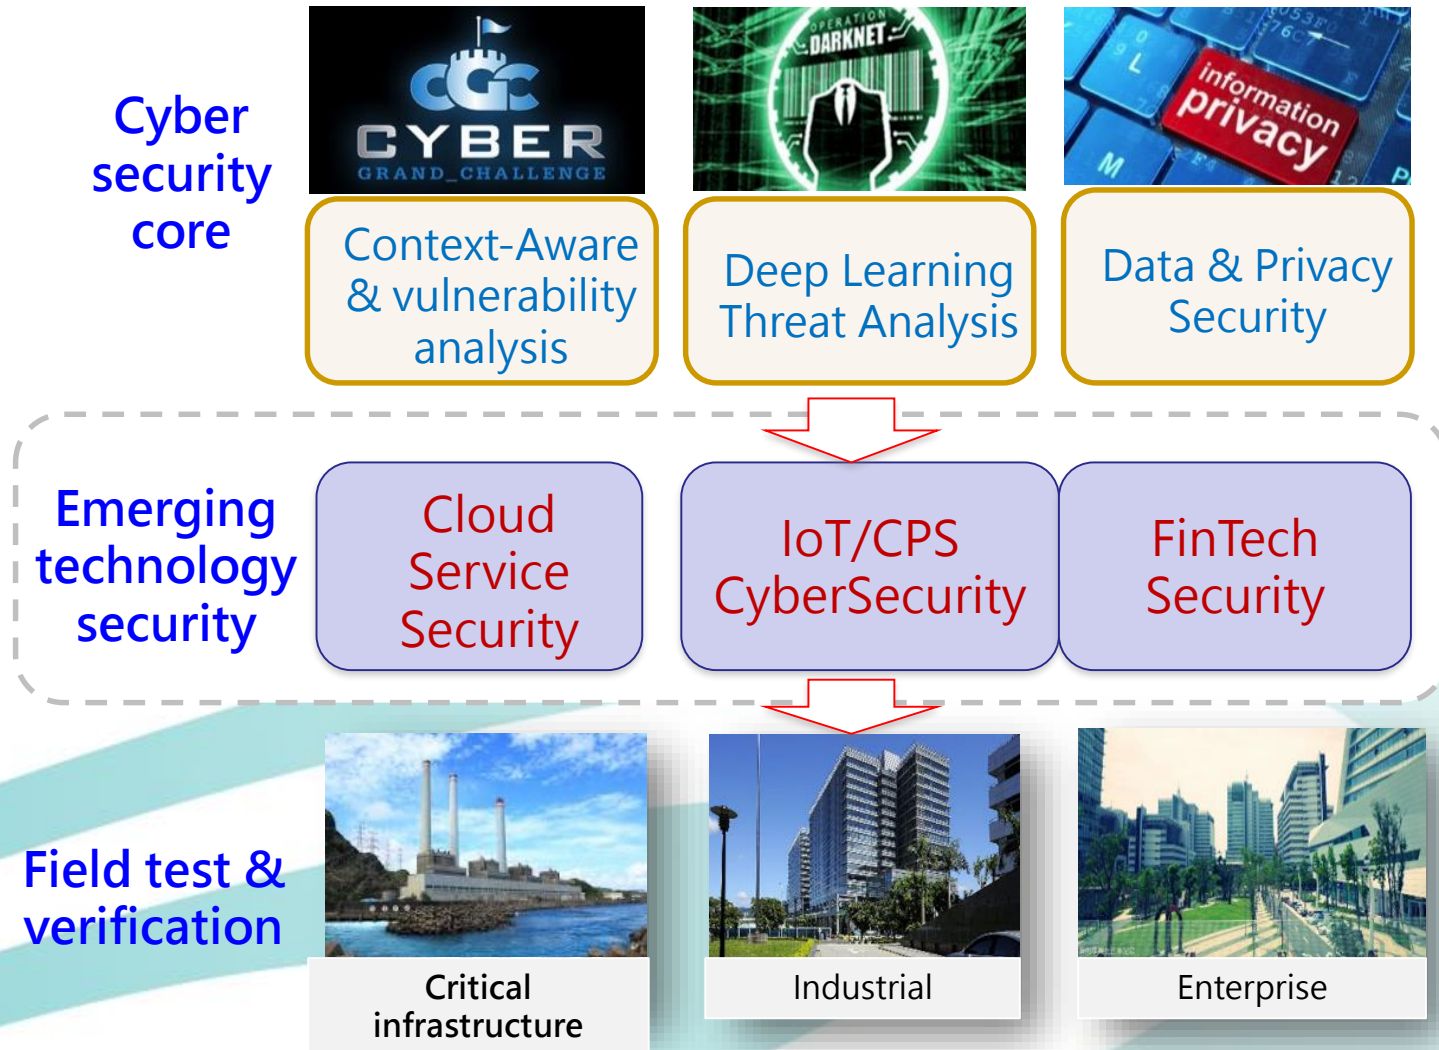 Cyber
security
core
CGC
CYBER
GRAND_CHALLENGE
OPERATION
DARKNET
information
privacy
L
M
P
Context-Aware
& vulnerability
analysis
Deep Learning
Threat Analysis
Data & Privacy
Security
Emerging
technology
security
Cloud
Service
Security
IoT/CPS
CyberSecurity
FinTech
Security
Field test &
verification
Critical
infrastructure
Industrial
Enterprise